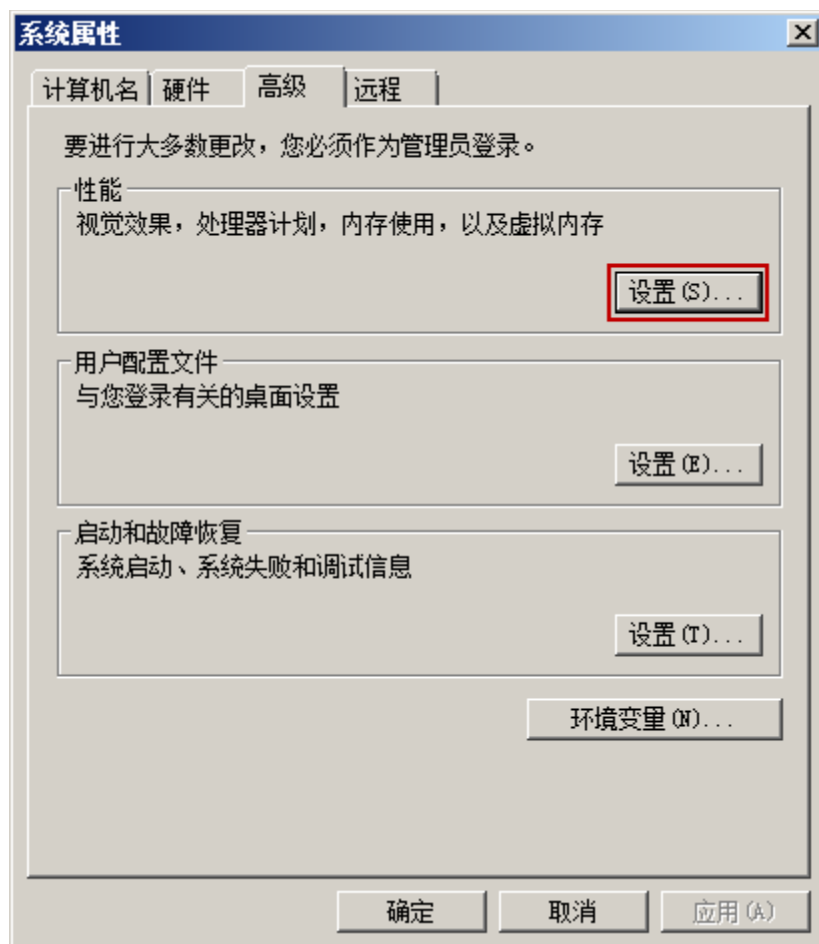 系统属性
计算机名 硬件 高级 远程
要进行大多数更改，您必须作为管理员登录。
性能
视觉效果，处理器计划，内存使用，以及虚拟内存
设置(S)...
用户配置文件
与您登录有关的桌面设置
设置(E)...
启动和故障恢复
系统启动、系统失败和调试信息
设置(T)...
环境变量(N)...
确定 取消 应用(A)